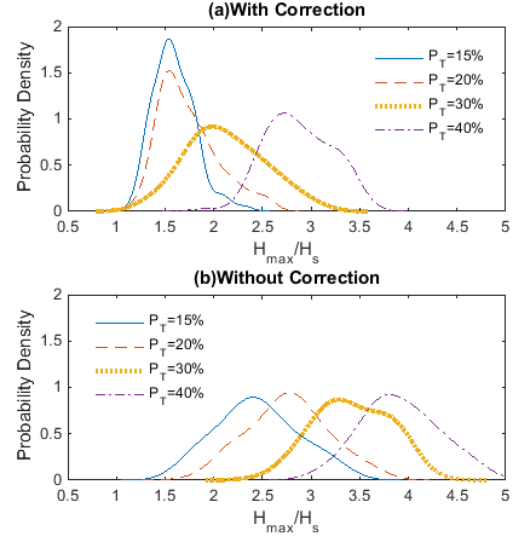 (a)With Correction
2
1.5
1
0.5
0
Probability Density
P_T=15%
P_T=20%
P_T=30%
P_T=40%
0.5 1 1.5 2 2.5 3 3.5 4 4.5 5
H_max/H_s
(b)Without Correction
2
1.5
1
0.5
0
Probability Density
P_T=15%
P_T=20%
P_T=30%
P_T=40%
0.5 1 1.5 2 2.5 3 3.5 4 4.5 5
H_max/H_s